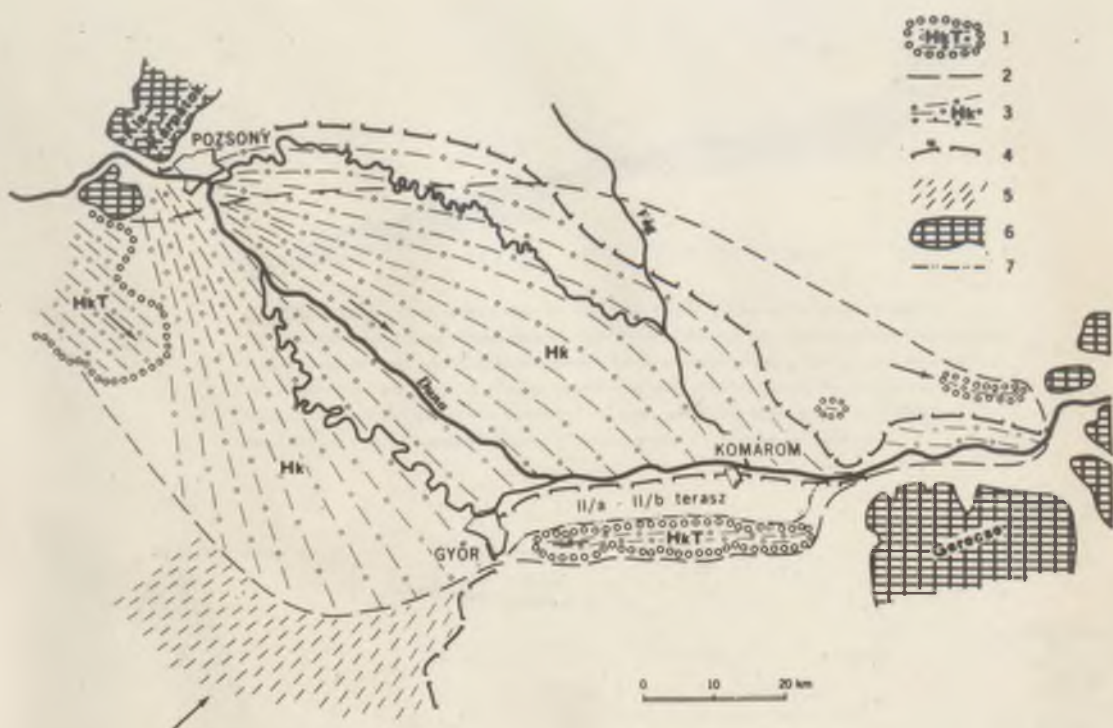 HkT 1
2
Hk 3
4
5
6
7
POZSONY
HkT
Hk
Duna
Hk
KOMÁROM
II/a - II/b terasz
HkT
GYŐR
Gerecse
0 10 20 km